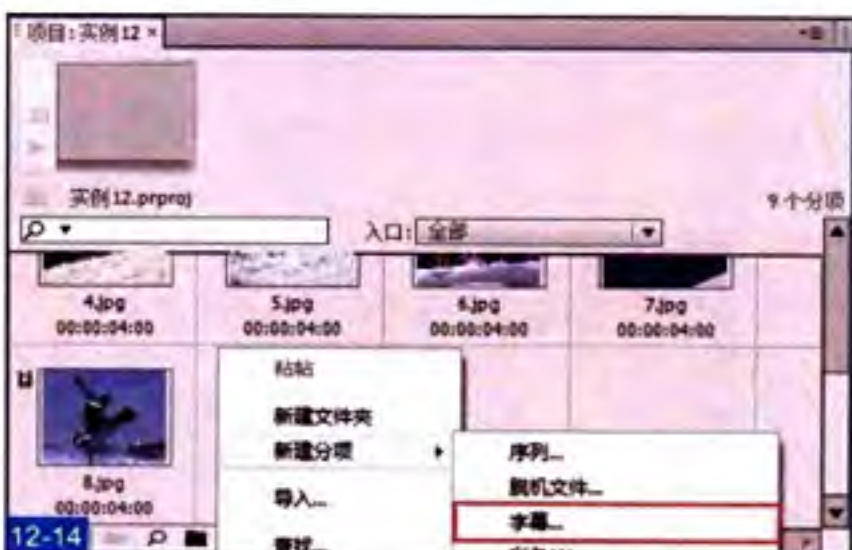 项目:实例12 ×
实例12.prproj
9 个分项
入口: 全部
4.jpg
00:00:04:00
5.jpg
00:00:04:00
6.jpg
00:00:04:00
7.jpg
00:00:04:00
8.jpg
00:00:04:00
粘帖
新建文件夹
新建分项
导入...
查找...
序列...
脱机文件...
字幕...
12-14